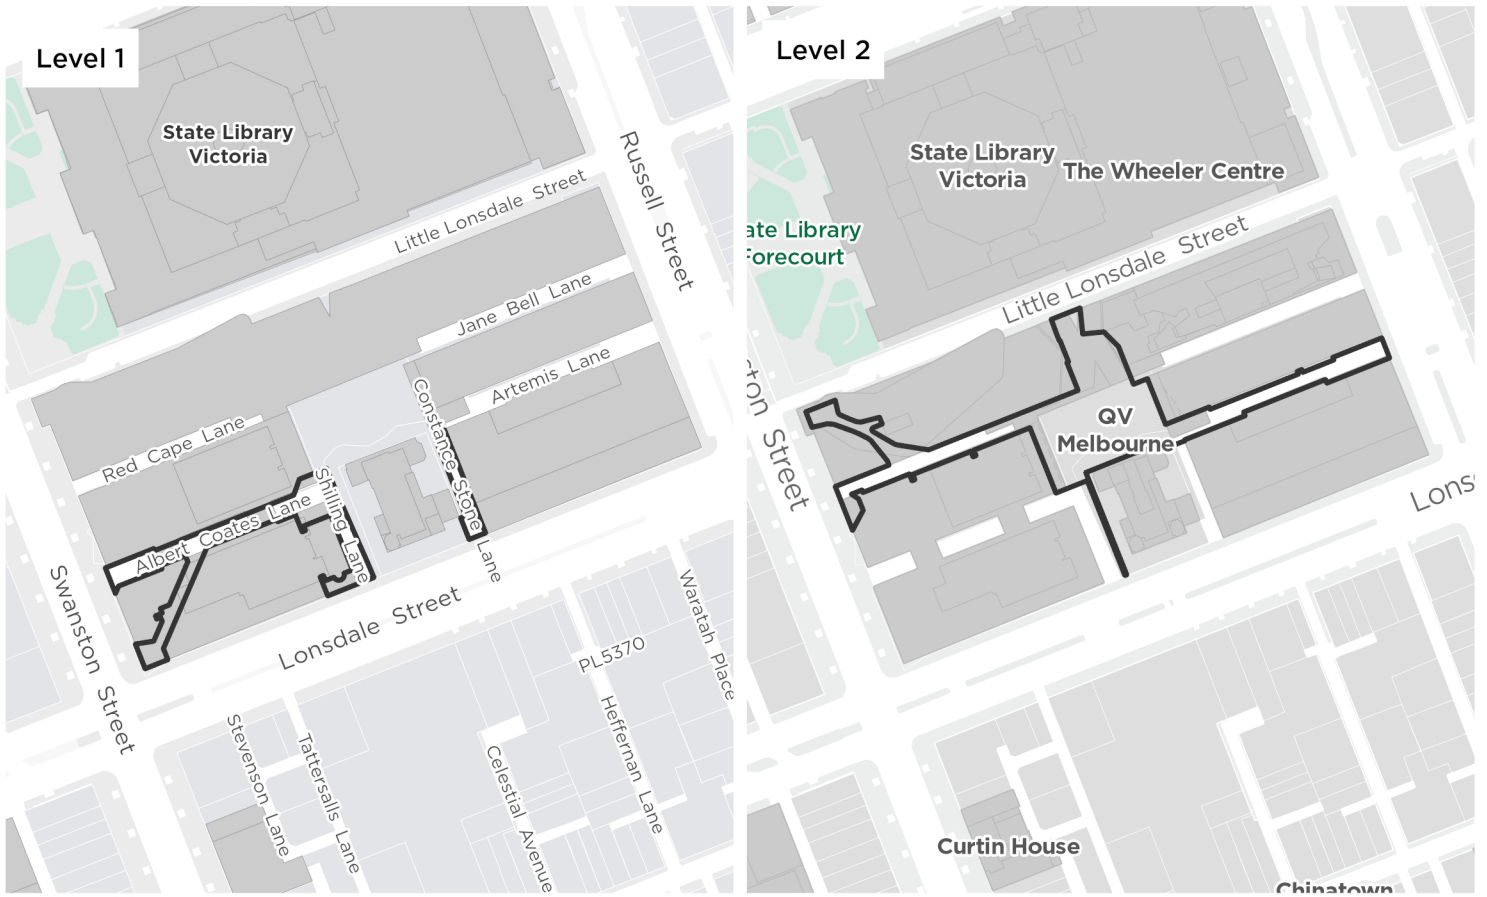 Level 1
State Library
Victoria
Russell Street
Little Lonsdale Street
Jane Bell Lane
Artemis Lane
Constance Stone Lane
Red Cape Lane
Shilling Lane
Albert Coates Lane
Swanston Street
Lonsdale Street
PL5370
Waratah Place
Heffernan Lane
Stevenson Lane
Tattersalls Lane
Celestial Avenue
Level 2
State Library
Victoria
The Wheeler Centre
ate Library
Forecourt
Little Lonsdale Street
ston Street
QV
Melbourne
Lons
Curtin House
Chinatown